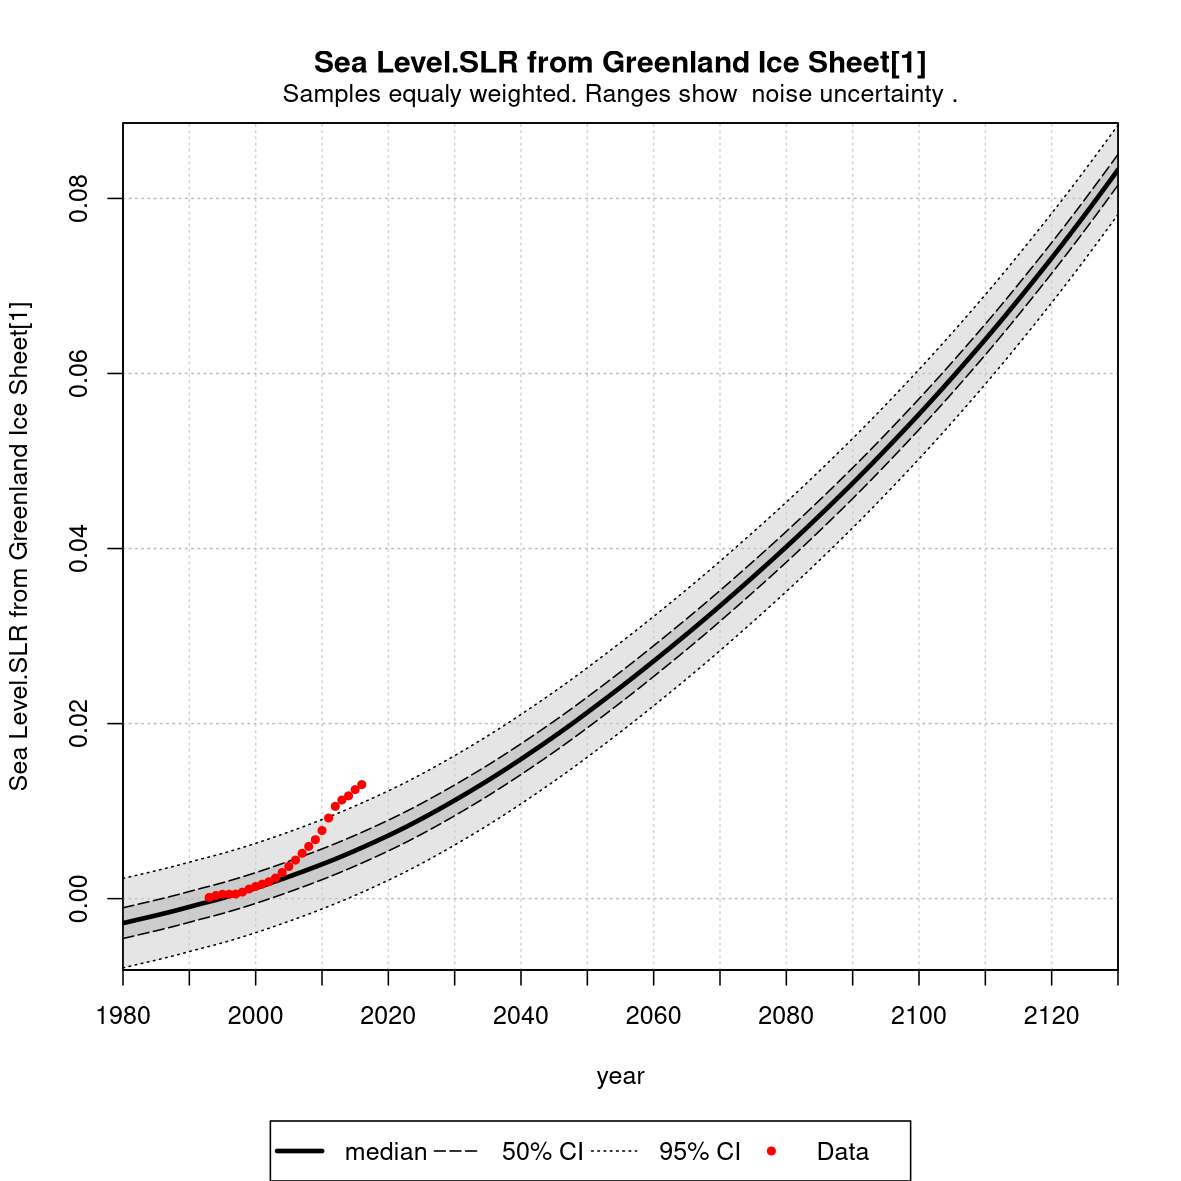 Sea Level.SLR from Greenland Ice Sheet[1]
Samples equaly weighted. Ranges show  noise uncertainty .
Sea Level.SLR from Greenland Ice Sheet[1]
0.08
0.06
0.04
0.02
0.00
1980 2000 2020 2040 2060 2080 2100 2120
year
median 50% CI 95% CI Data